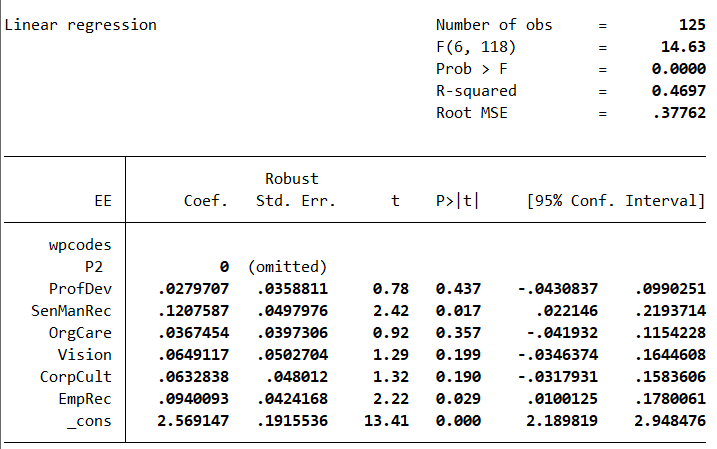 Linear regression Number of obs = 125
F(6, 118) = 14.63
Prob > F = 0.0000
R-squared = 0.4697
Root MSE = .37762
Robust
EE Coef. Std. Err. t P>|t| [95% Conf. Interval]
wpcodes
P2 0 (omitted)
ProfDev .0279707 .0358811 0.78 0.437 -.0430837 .0990251
SenManRec .1207587 .0497976 2.42 0.017 .022146 .2193714
OrgCare .0367454 .0397306 0.92 0.357 -.041932 .1154228
Vision .0649117 .0502704 1.29 0.199 -.0346374 .1644608
CorpCult .0632838 .048012 1.32 0.190 -.0317931 .1583606
EmpRec .0940093 .0424168 2.22 0.029 .0100125 .1780061
_cons 2.569147 .1915536 13.41 0.000 2.189819 2.948476